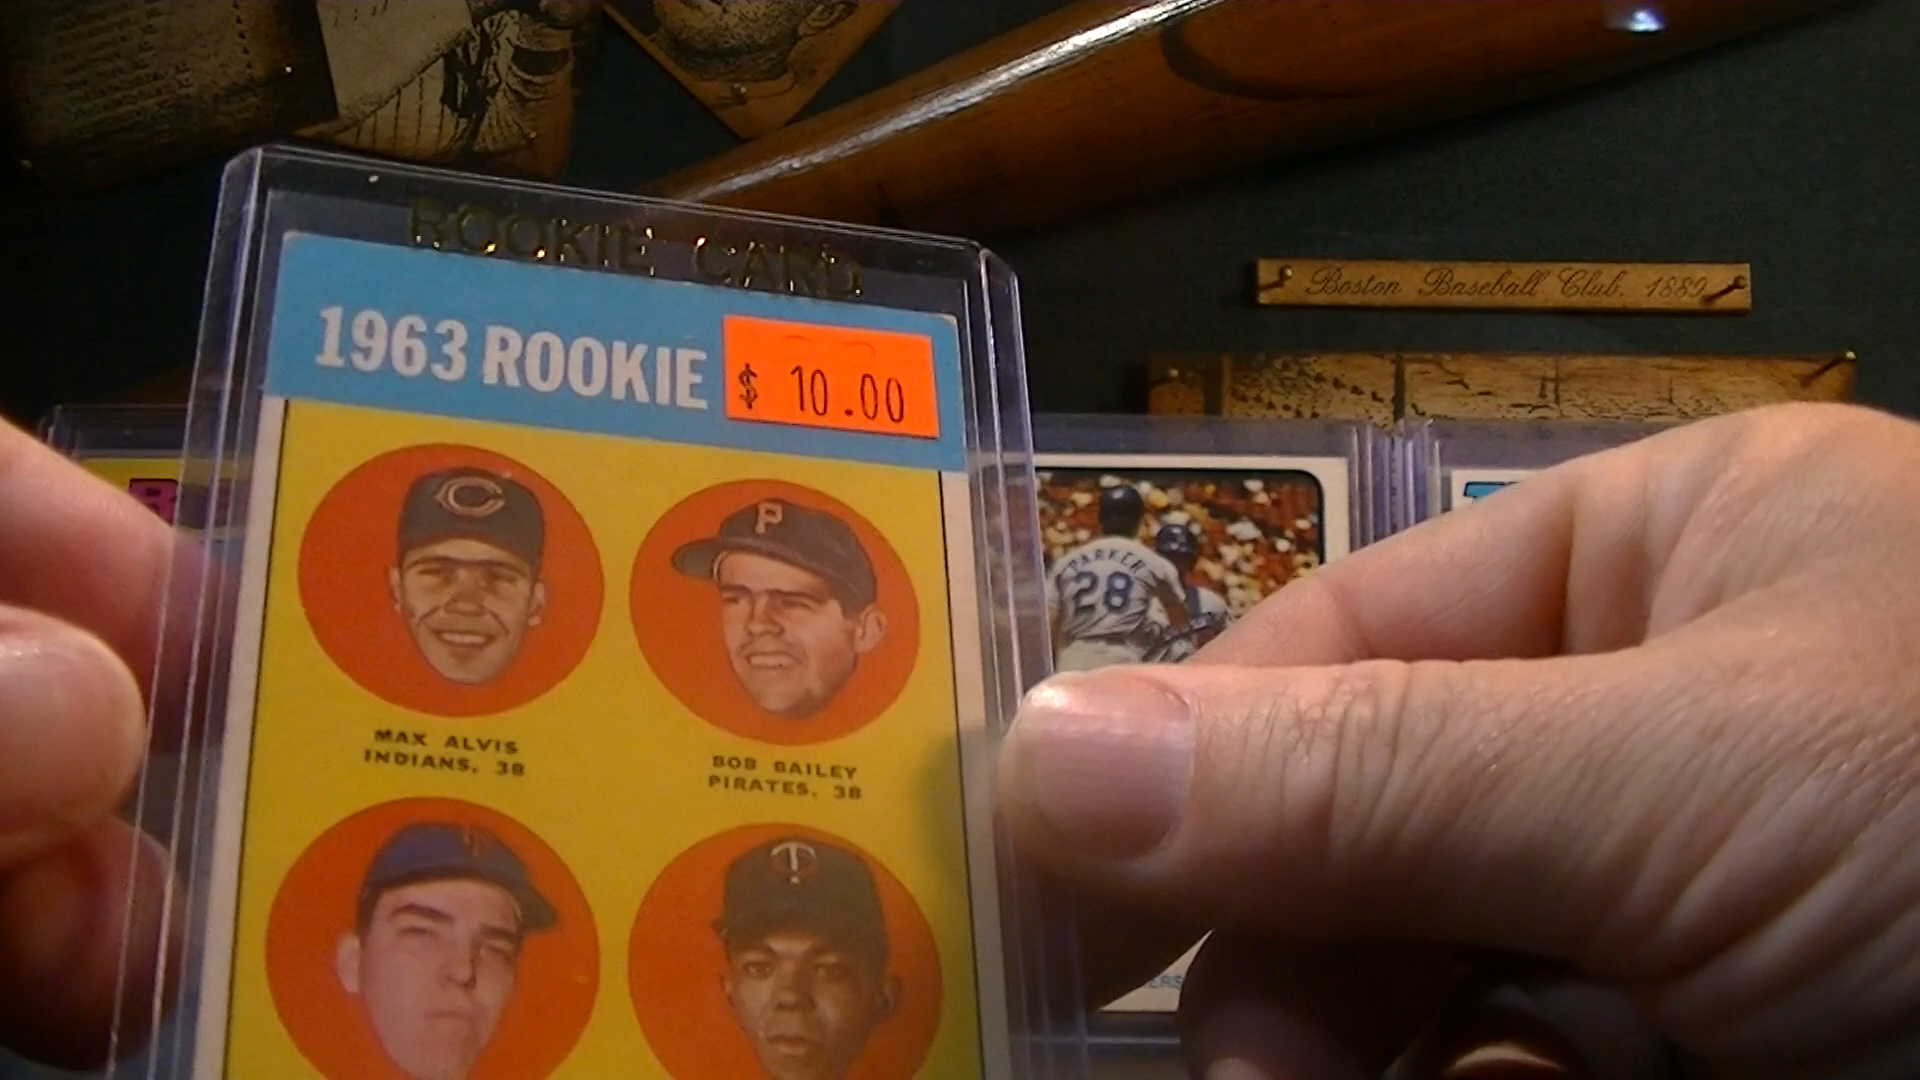 ROOKIE CARD
1963 ROOKIE
$ 10.00
Boston Baseball Club, 1889
C
P
PARKER
28
MAX ALVIS
INDIANS, 3B
BOB BAILEY
PIRATES, 3B
T